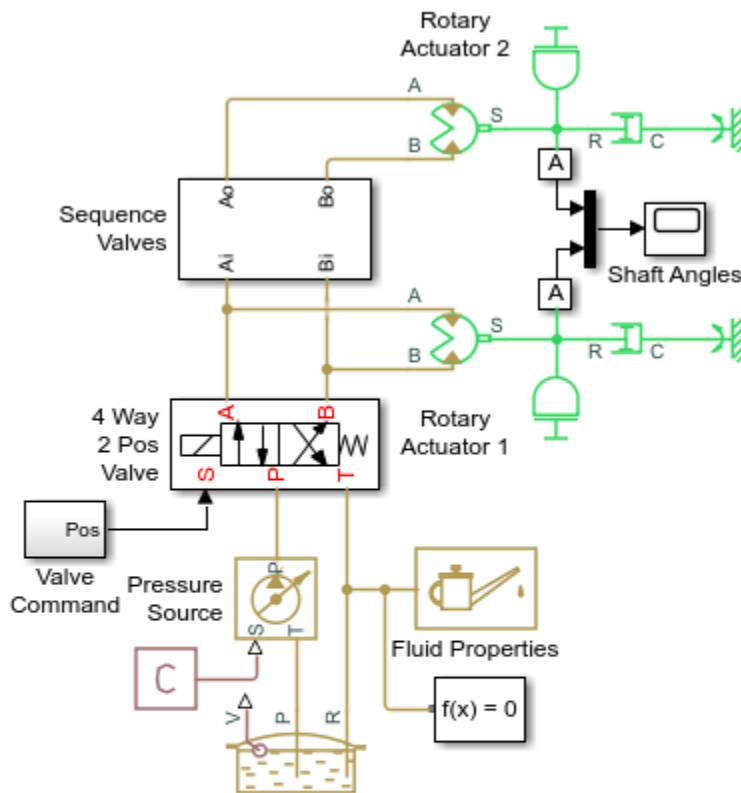 Rotary
Actuator 2
A
B
S
R
C
A
Sequence
Valves
Ao
Bo
Ai
Bi
Shaft Angles
A
A
B
S
R
C
4 Way
2 Pos
Valve
A
B
S
P
T
Rotary
Actuator 1
Pos
Valve
Command
Pressure
Source
P
S
T
Fluid Properties
C
f(x) = 0
V
P
R